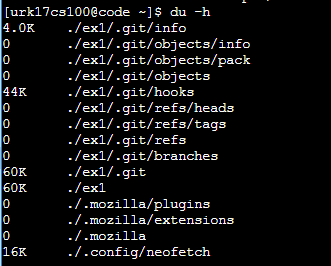 [urk17cs100@code ~]$ du -h
4.0K ./ex1/.git/info
0 ./ex1/.git/objects/info
0 ./ex1/.git/objects/pack
0 ./ex1/.git/objects
44K ./ex1/.git/hooks
0 ./ex1/.git/refs/heads
0 ./ex1/.git/refs/tags
0 ./ex1/.git/refs
0 ./ex1/.git/branches
60K ./ex1/.git
60K ./ex1
0 ./.mozilla/plugins
0 ./.mozilla/extensions
0 ./.mozilla
16K ./.config/neofetch